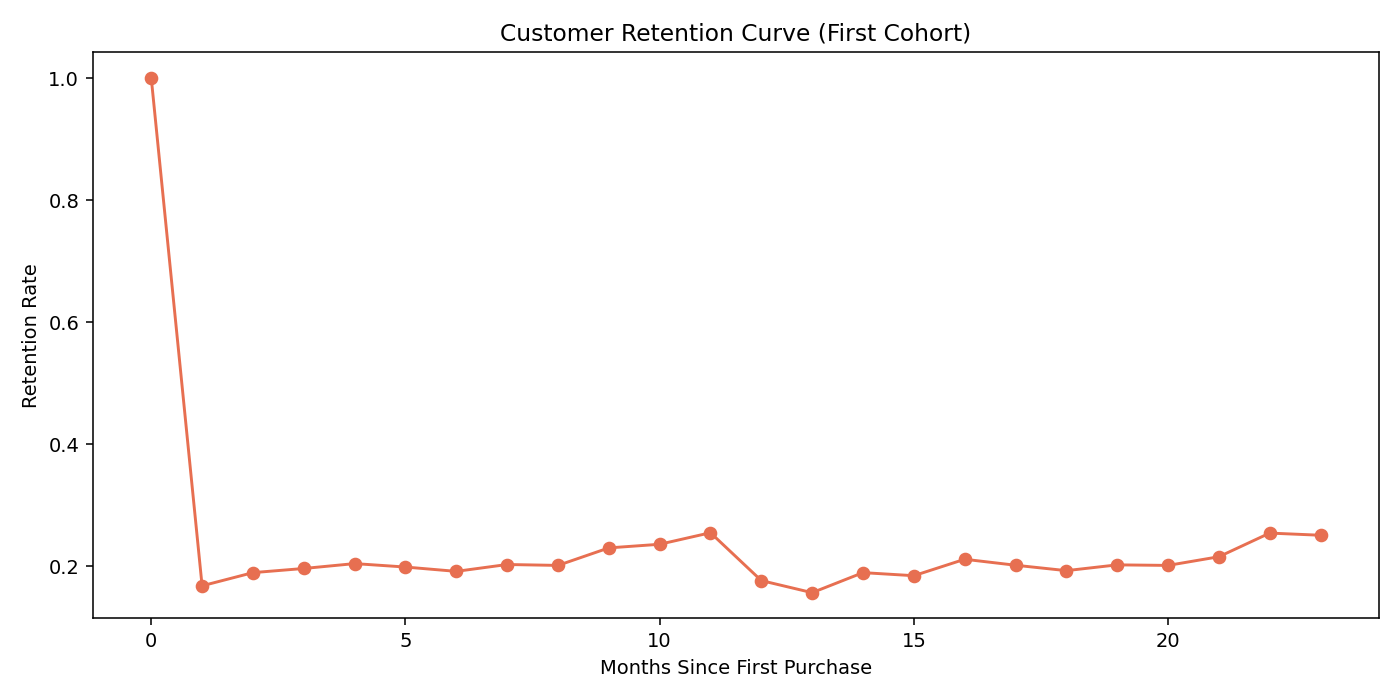 Customer Retention Curve (First Cohort)
Retention Rate
1.0
0.8
0.6
0.4
0.2
0 5 10 15 20
Months Since First Purchase